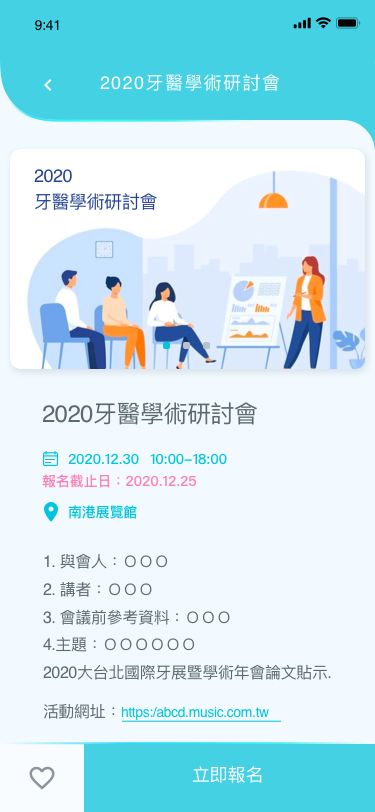 9:41
2020牙醫學術研討會
2020
牙醫學術研討會
2020牙醫學術研討會
2020.12.30 10:00-18:00
報名截止日：2020.12.25
南港展覽館
1. 與會人：ＯＯＯ
2. 講者：ＯＯＯ
3. 會議前參考資料：ＯＯＯ
4.主題：ＯＯＯＯＯＯ
2020大台北國際牙展暨學術年會論文貼示.
活動網址：https:/abcd.music.com.tw
立即報名